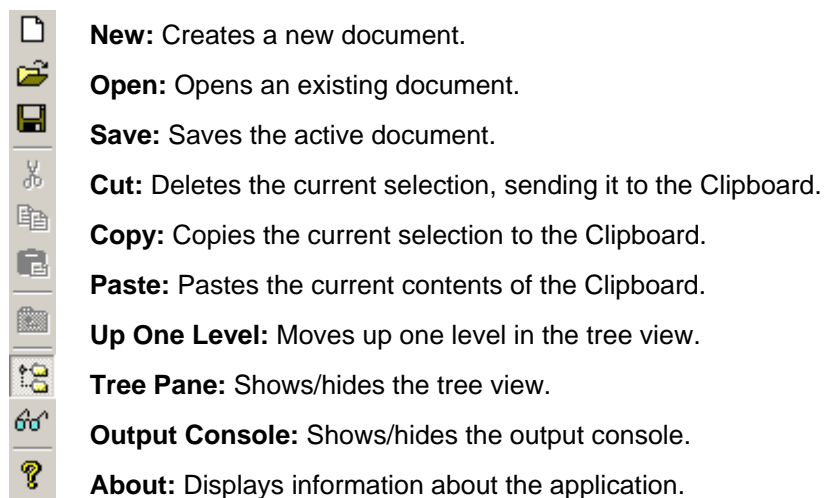 New: Creates a new document.
Open: Opens an existing document.
Save: Saves the active document.
Cut: Deletes the current selection, sending it to the Clipboard.
Copy: Copies the current selection to the Clipboard.
Paste: Pastes the current contents of the Clipboard.
Up One Level: Moves up one level in the tree view.
Tree Pane: Shows/hides the tree view.
Output Console: Shows/hides the output console.
About: Displays information about the application.